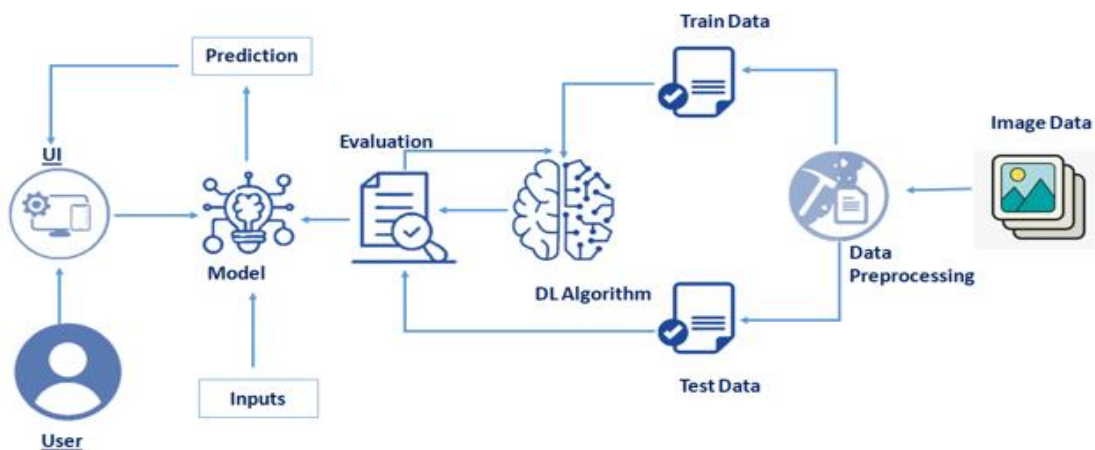 Train Data
Prediction
Image Data
Evaluation
UI
Model
Data
Preprocessing
DL Algorithm
Test Data
Inputs
User